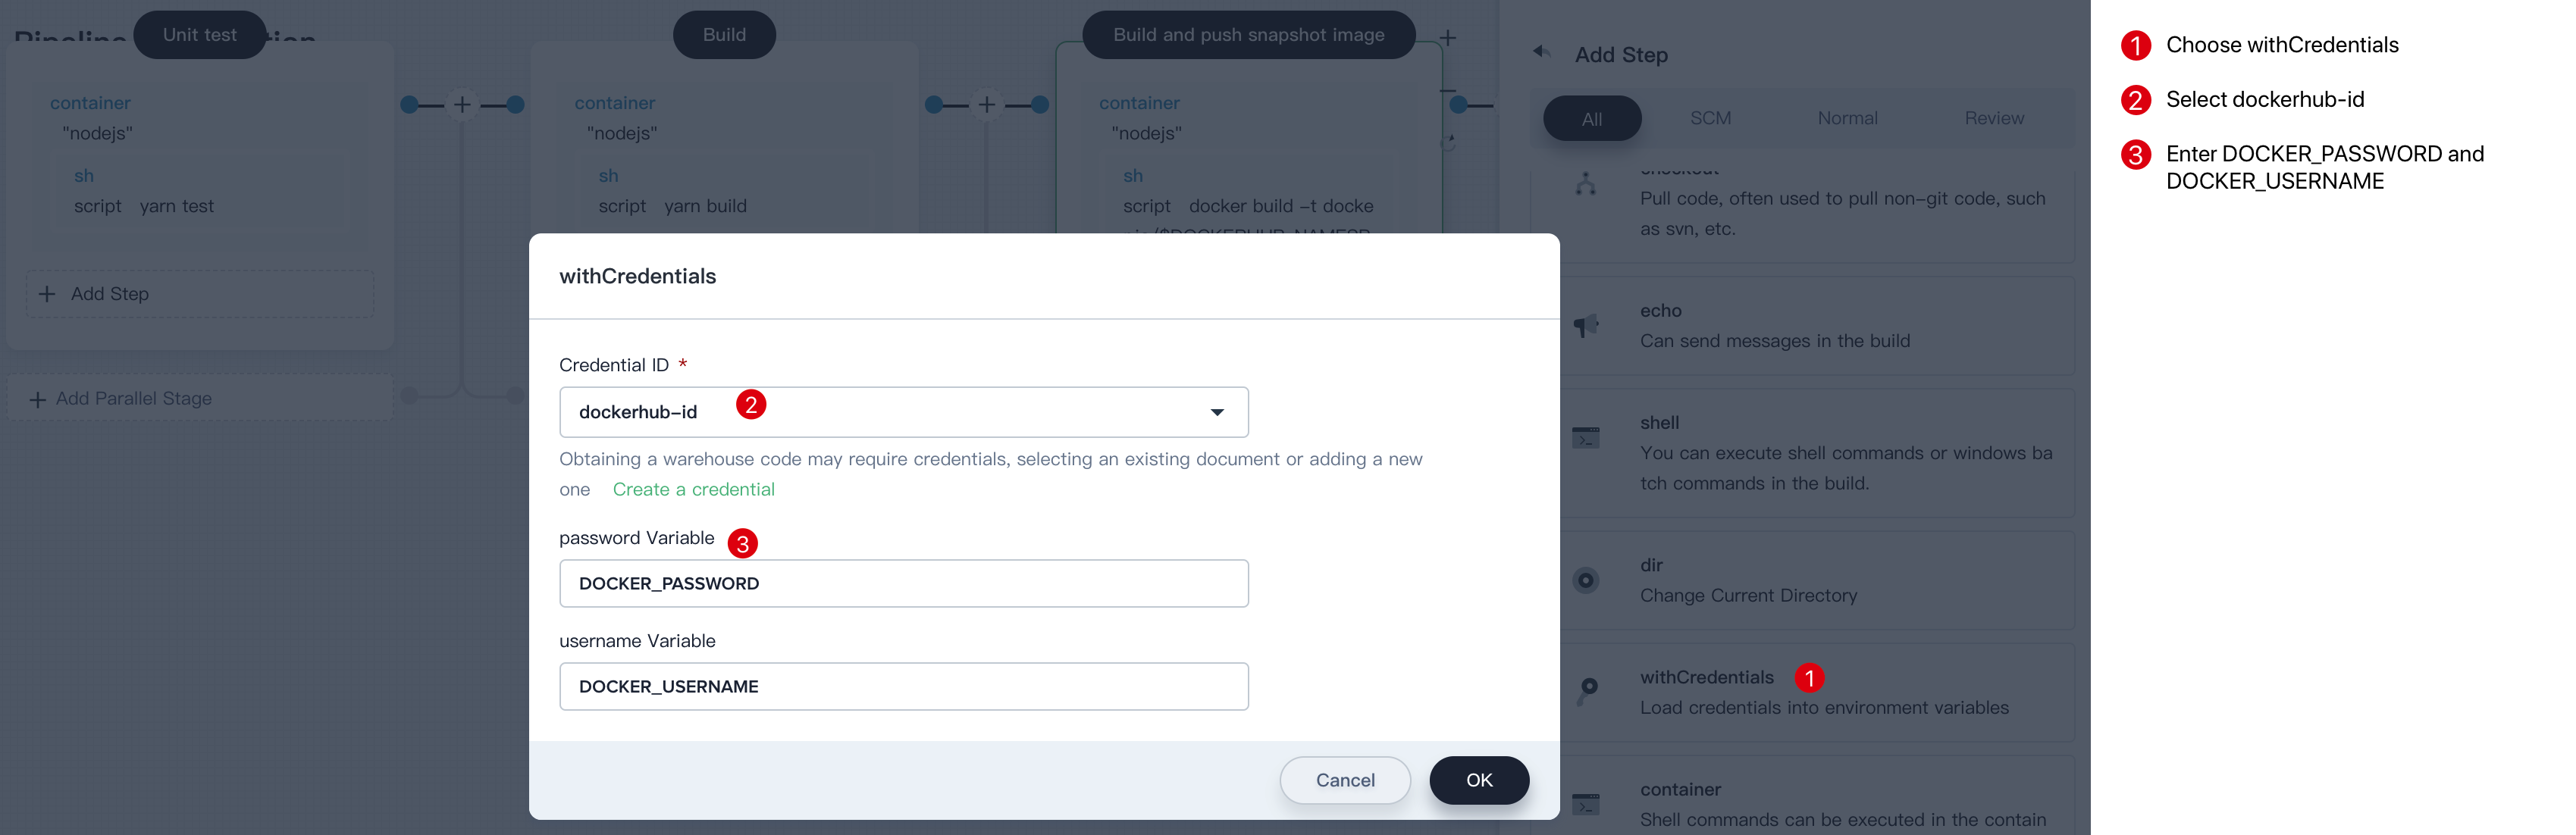 Pipeline
Unit test
Build
Build and push snapshot image
container
"nodejs"
sh
script yarn test
+ Add Step
+ Add Parallel Stage
container
"nodejs"
sh
script yarn build
container
"nodejs"
sh
script docker build -t docke
Add Step
All
SCM
Normal
Review
checkout
Pull code, often used to pull non-git code, such
as svn, etc.
echo
Can send messages in the build
shell
You can execute shell commands or windows ba
tch commands in the build.
dir
Change Current Directory
withCredentials 1
Load credentials into environment variables
container
Shell commands can be executed in the contain
withCredentials
Credential ID *
dockerhub-id 2
Obtaining a warehouse code may require credentials, selecting an existing document or adding a new
one Create a credential
password Variable 3
DOCKER_PASSWORD
username Variable
DOCKER_USERNAME
Cancel
OK
1 Choose withCredentials
2 Select dockerhub-id
3 Enter DOCKER_PASSWORD and
DOCKER_USERNAME